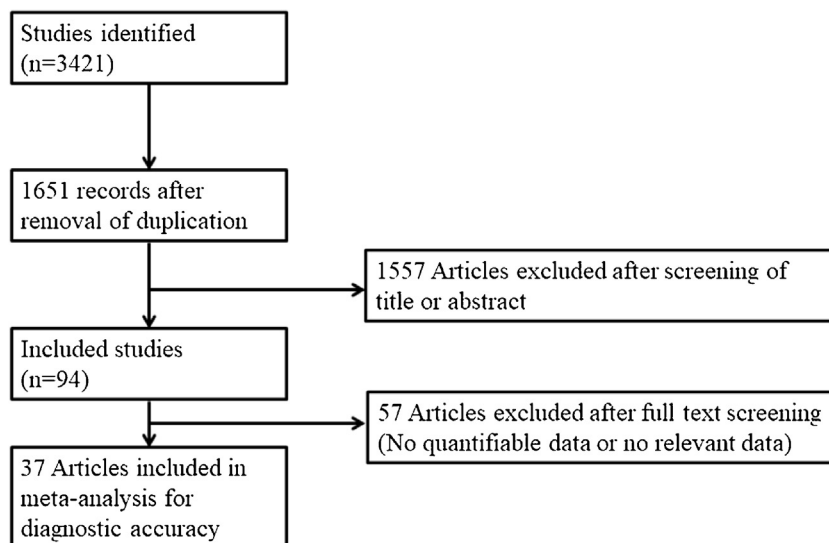 Studies identified
(n=3421)
1651 records after
removal of duplication
1557 Articles excluded after screening of
title or abstract
Included studies
(n=94)
57 Articles excluded after full text screening
(No quantifiable data or no relevant data)
37 Articles included in
meta-analysis for
diagnostic accuracy